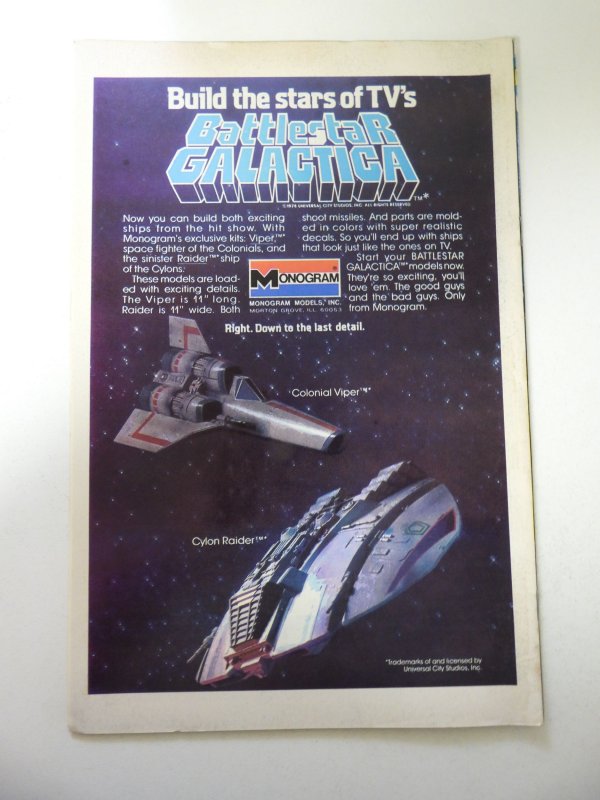 Build the stars of TV's
Battlestar
GALACTICA™*
©1978 UNIVERSAL CITY STUDIOS, INC. ALL RIGHTS RESERVED
Now you can build both exciting
ships from the hit show. With
Monogram's exclusive kits: Viper,™*
space fighter of the Colonials, and
the sinister Raider™* ship
of the Cylons.
These models are load-
ed with exciting details.
The Viper is 11" long.
Raider is 11" wide. Both
shoot missiles. And parts are mold-
ed in colors with super realistic
decals. So you'll end up with ships
that look just like the ones on TV.
Start your BATTLESTAR
GALACTICA™* models now.
They're so exciting, you'll
love 'em. The good guys
and the bad guys. Only
from Monogram.
MONOGRAM
MONOGRAM MODELS, INC.
MORTON GROVE, ILL. 60053
Right. Down to the last detail.
Colonial Viper™*
Cylon Raider™*
*Trademarks of and licensed by
Universal City Studios, Inc.